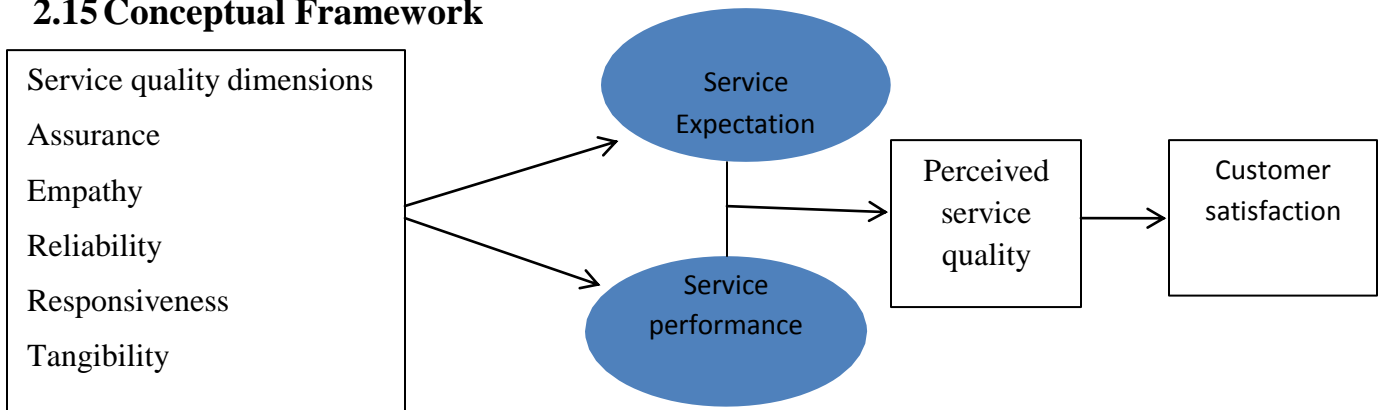 2.15 Conceptual Framework
Service quality dimensions
Assurance
Empathy
Reliability
Responsiveness
Tangibility
Service
Expectation
Service
performance
Perceived
service
quality
Customer
satisfaction